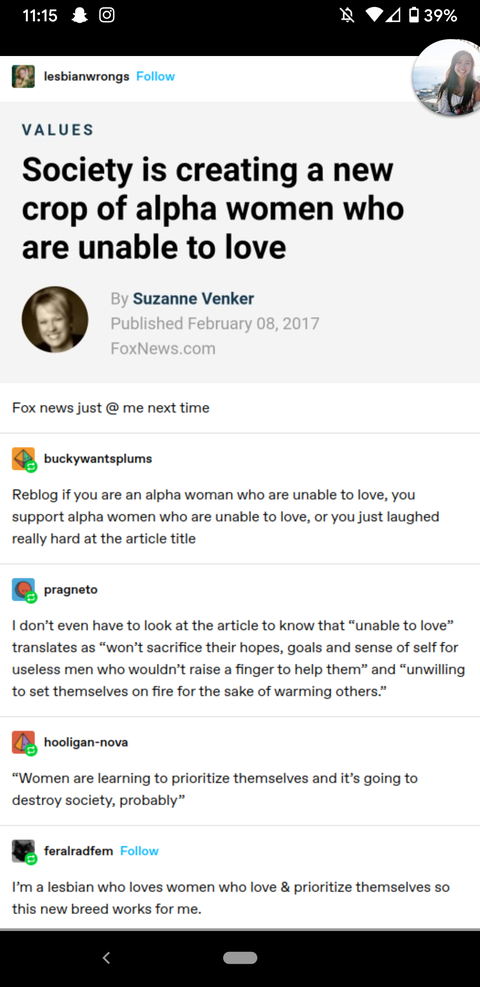 11:15
39%
lesbianwrongs Follow
VALUES
Society is creating a new
crop of alpha women who
are unable to love
By Suzanne Venker
Published February 08, 2017
FoxNews.com
Fox news just @ me next time
buckywantsplums
Reblog if you are an alpha woman who are unable to love, you
support alpha women who are unable to love, or you just laughed
really hard at the article title
pragneto
I don’t even have to look at the article to know that “unable to love”
translates as “won’t sacrifice their hopes, goals and sense of self for
useless men who wouldn’t raise a finger to help them” and “unwilling
to set themselves on fire for the sake of warming others.”
hooligan-nova
“Women are learning to prioritize themselves and it’s going to
destroy society, probably”
feralradfem Follow
I’m a lesbian who loves women who love & prioritize themselves so
this new breed works for me.